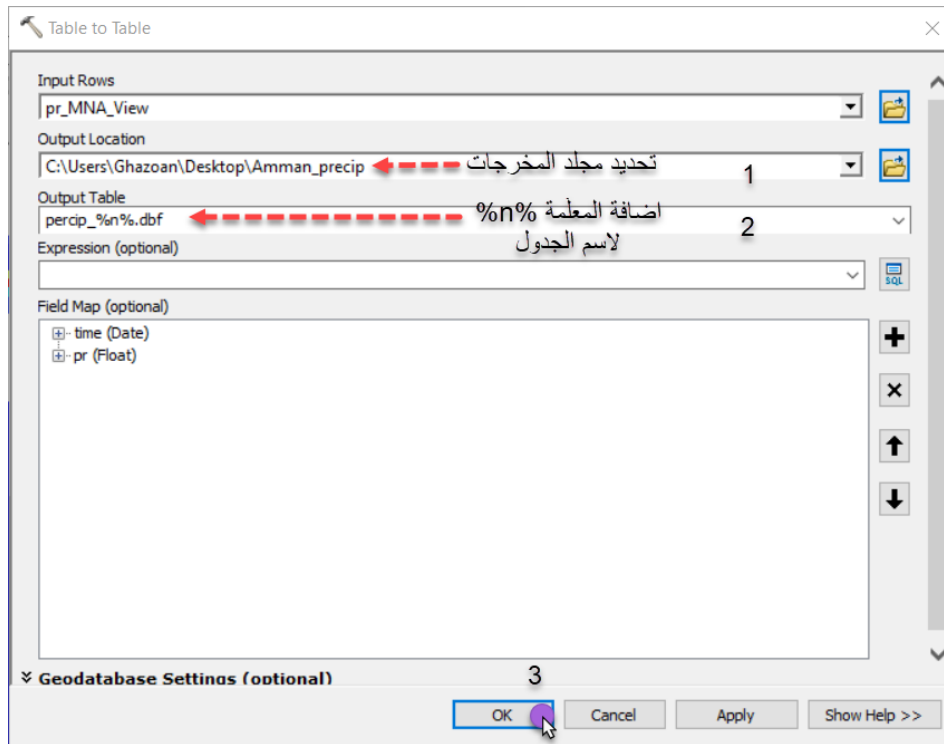 Table to Table
Input Rows
pr_MNA_View
Output Location
C:\Users\Ghazoan\Desktop\Amman_precip
تحديد مجلد المخرجات
1
Output Table
percip_%n%.dbf
اضافة المعلّمة %n%
لاسم الجدول
2
Expression (optional)
SQL
Field Map (optional)
time (Date)
pr (Float)
Geodatabase Settings (optional)
3
OK
Cancel
Apply
Show Help >>